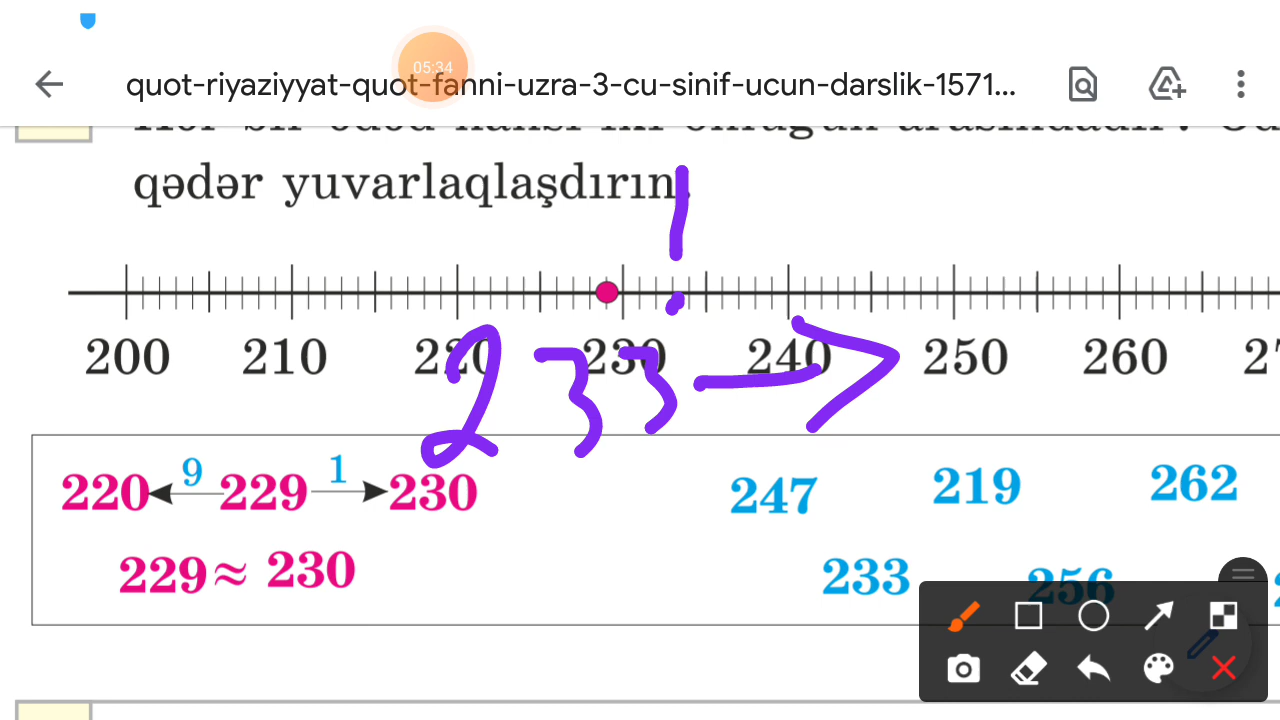 05:34
quot-riyaziyyat-quot-fanni-uzra-3-cu-sinif-ucun-darslik-1571...
qədər yuvarlaqlaşdırın.
200 210 220 230 240 250 260
233 →
9 1
220 229 230 247 219 262
229 ≈ 230 233 256